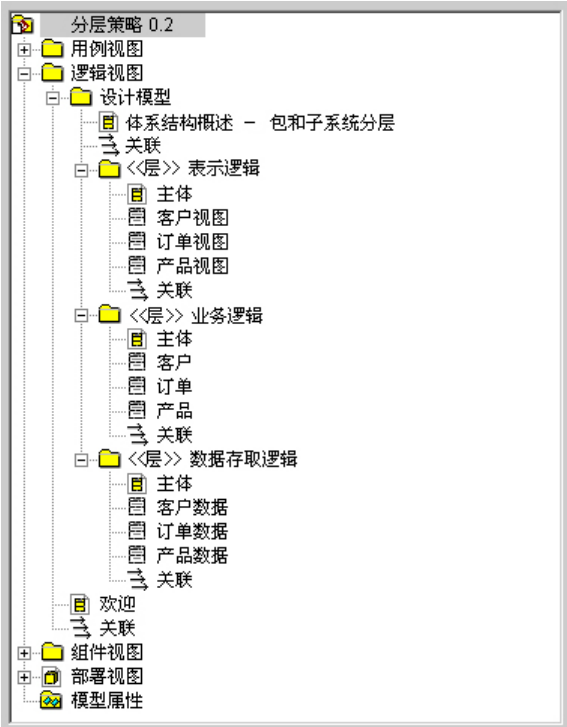 分层策略 0.2
用例视图
逻辑视图
设计模型
体系结构概述 - 包和子系统分层
关联
<<层>> 表示逻辑
主体
客户视图
订单视图
产品视图
关联
<<层>> 业务逻辑
主体
客户
订单
产品
关联
<<层>> 数据存取逻辑
主体
客户数据
订单数据
产品数据
关联
欢迎
关联
组件视图
部署视图
模型属性